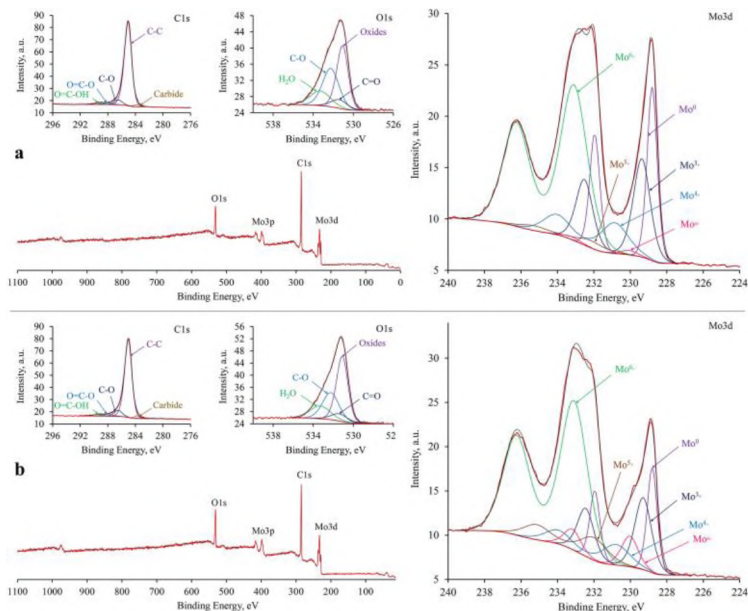 C1s
Intensity, a.u.
90
80
70
60
50
40
30
20
10
C-C
O=C-O
C-O
O=C-OH
Carbide
296 292 288 284 280 276
Binding Energy, eV
O1s
Intensity, a.u.
48
44
40
36
32
28
24
Oxides
C-O
H2O
C=O
538 534 530 526
Binding Energy, eV
a
O1s
Mo3p
C1s
Mo3d
1100 1000 900 800 700 600 500 400 300 200 100 0
Binding Energy, eV
Mo3d
Intensity, a.u.
30
25
20
15
10
5
Mo6-
Mo0
Mo5-
Mo3-
Mo4-
240 238 236 234 232 230 228 226 224
Binding Energy, eV
C1s
Intensity, a.u.
90
80
70
60
50
40
30
20
10
C-C
O=C-O
C-O
O=C-OH
Carbide
296 292 288 284 280 276
Binding Energy, eV
O1s
Intensity, a.u.
56
52
48
44
40
36
32
28
24
Oxides
C-O
H2O
C=O
538 534 530 52
Binding Energy, eV
b
O1s
Mo3p
C1s
Mo3d
1100 1000 900 800 700 600 500 400 300 200 100
Binding Energy, eV
Mo3d
Intensity, a.u.
35
30
25
20
15
10
5
Mo6-
Mo5-
Mo0
Mo3-
Mo4-
240 238 236 234 232 230 228 226 224
Binding Energy, eV